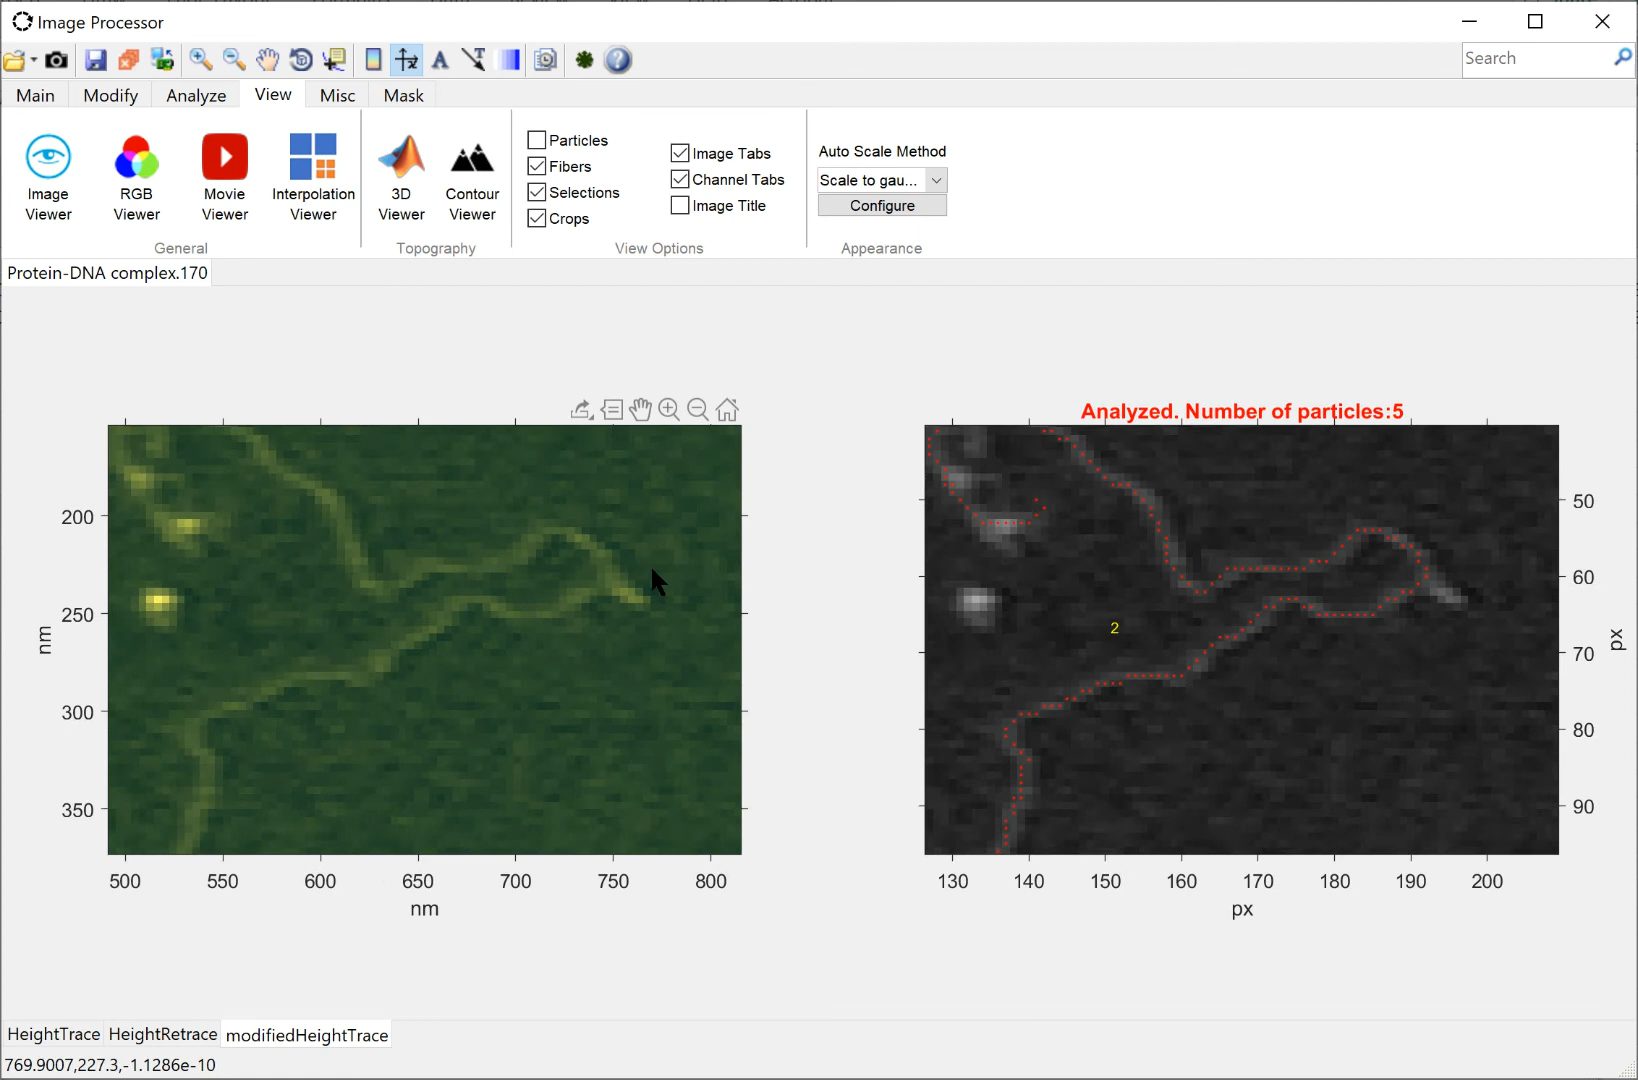 Image Processor
Search
Main Modify Analyze View Misc Mask
Image Viewer
RGB Viewer
Movie Viewer
Interpolation Viewer
General
3D Viewer
Contour Viewer
Topography
Particles
Fibers
Selections
Crops
Image Tabs
Channel Tabs
Image Title
View Options
Auto Scale Method
Scale to gau...
Configure
Appearance
Protein-DNA complex.170
200
250
300
350
nm
500 550 600 650 700 750 800
nm
Analyzed. Number of particles:5
2
50
60
70
80
90
px
130 140 150 160 170 180 190 200
px
HeightTrace HeightRetrace modifiedHeightTrace
769.9007,227.3,-1.1286e-10